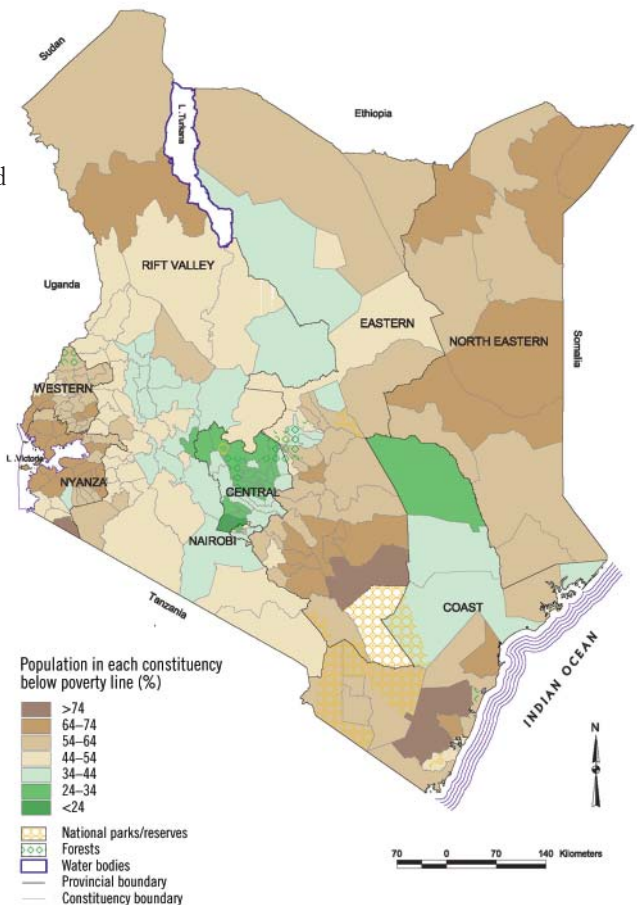 Sudan
Ethiopia
L. Turkana
d
RIFT VALLEY
Uganda
EASTERN
NORTH EASTERN
Somalia
WESTERN
L. Victoria
NYANZA
CENTRAL
NAIROBI
COAST
Tanzania
INDIAN OCEAN
Population in each constituency
below poverty line (%)
>74
64–74
54–64
44–54
34–44
24–34
<24
National parks/reserves
Forests
Water bodies
Provincial boundary
Constituency boundary
N
70 0 70 140 Kilometers